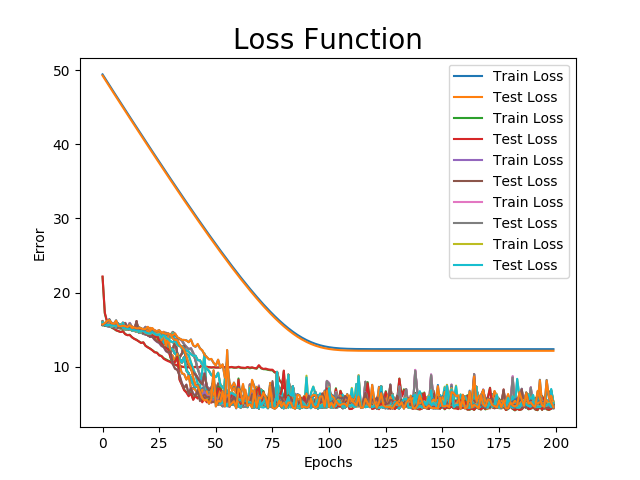 Loss Function
50
40
30
20
10
Error
0
25
50
75
100
125
150
175
200
Epochs
Train Loss
Test Loss
Train Loss
Test Loss
Train Loss
Test Loss
Train Loss
Test Loss
Train Loss
Test Loss